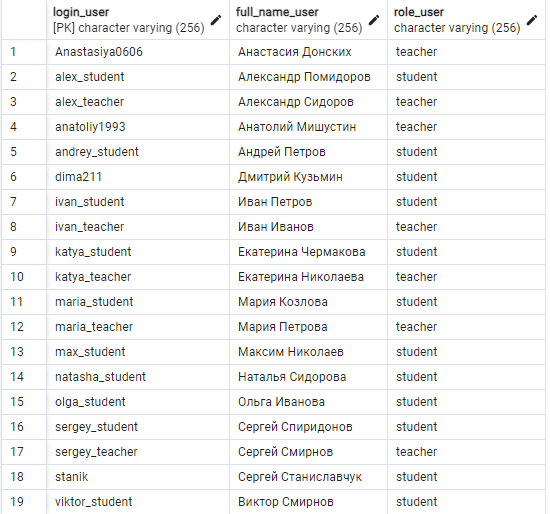 login_user full_name_user role_user
[PK] character varying (256) character varying (256) character varying (256)
1 Anastasiya0606 Анастасия Донских teacher
2 alex_student Александр Помидоров student
3 alex_teacher Александр Сидоров teacher
4 anatoliy1993 Анатолий Мишустин teacher
5 andrey_student Андрей Петров student
6 dima211 Дмитрий Кузьмин student
7 ivan_student Иван Петров student
8 ivan_teacher Иван Иванов teacher
9 katya_student Екатерина Чермакова student
10 katya_teacher Екатерина Николаева teacher
11 maria_student Мария Козлова student
12 maria_teacher Мария Петрова teacher
13 max_student Максим Николаев student
14 natasha_student Наталья Сидорова student
15 olga_student Ольга Иванова student
16 sergey_student Сергей Спиридонов student
17 sergey_teacher Сергей Смирнов teacher
18 stanik Сергей Станиславчук student
19 viktor_student Виктор Смирнов student